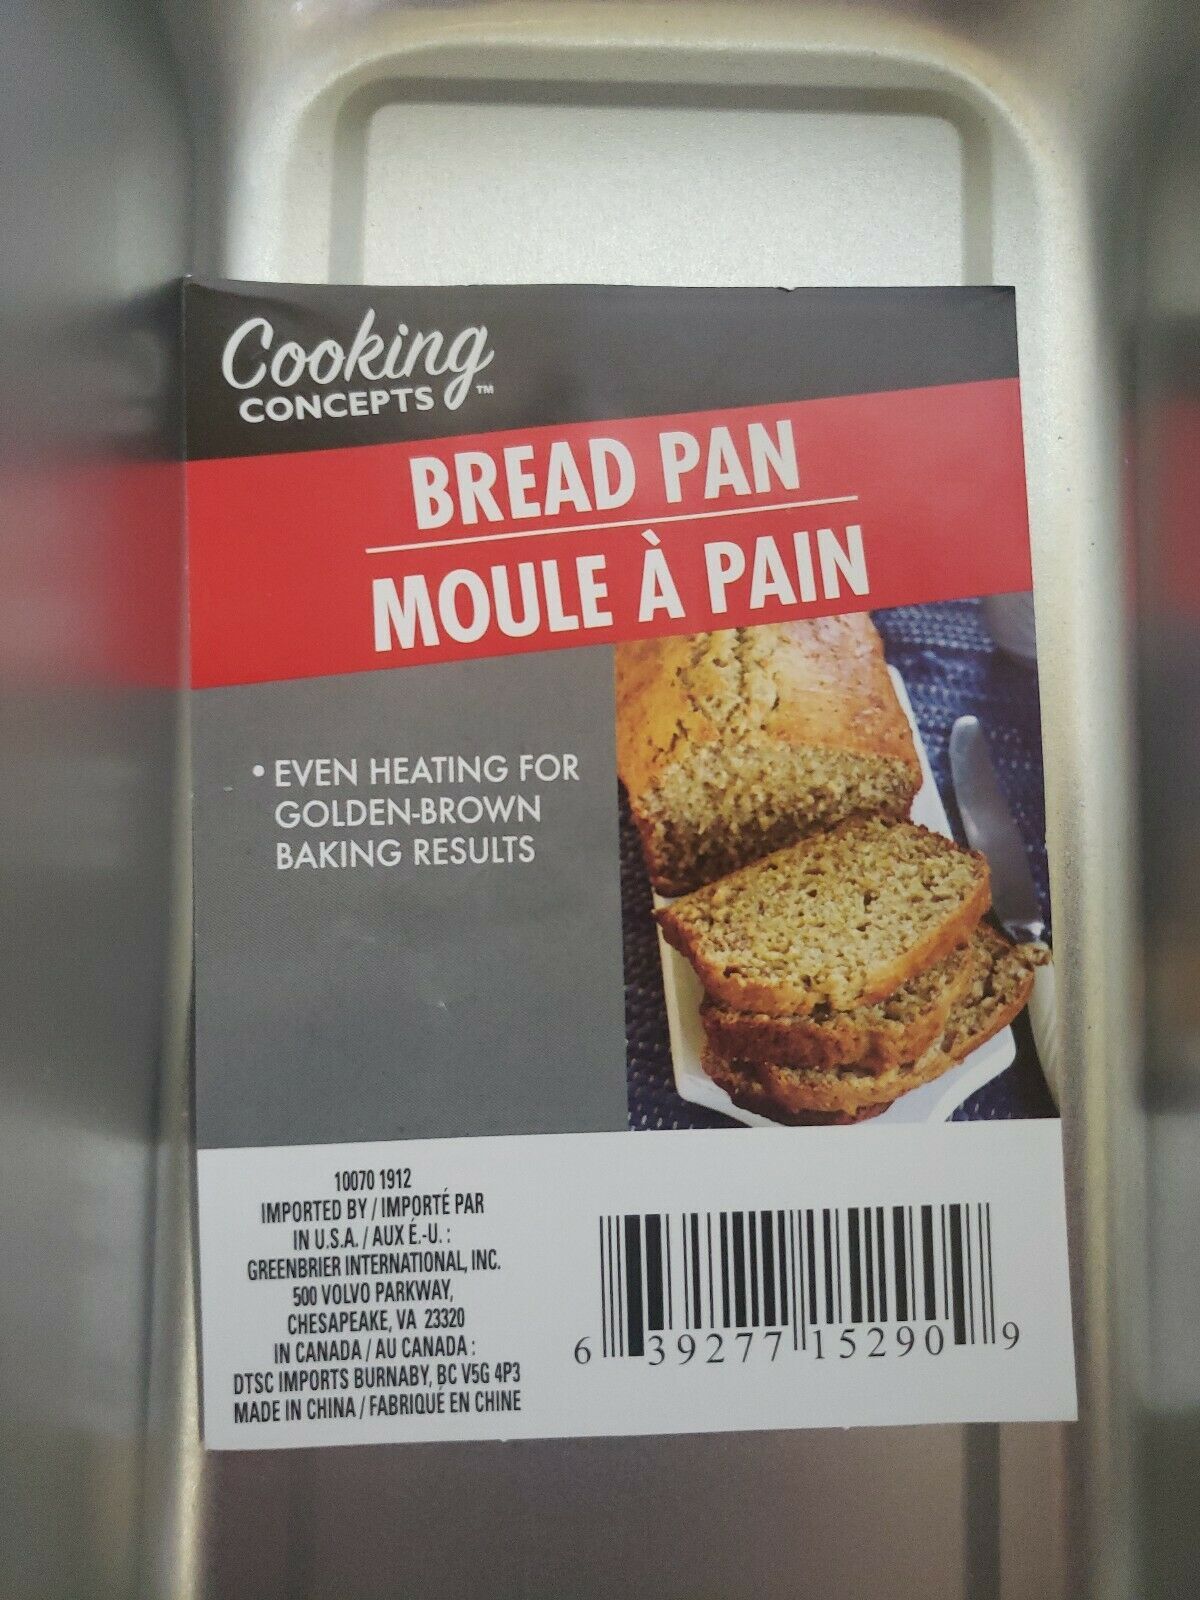 Cooking
CONCEPTS™
BREAD PAN
MOULE À PAIN
• EVEN HEATING FOR
GOLDEN-BROWN
BAKING RESULTS
10070 1912
IMPORTED BY / IMPORTÉ PAR
IN U.S.A. / AUX É.-U. :
GREENBRIER INTERNATIONAL, INC.
500 VOLVO PARKWAY,
CHESAPEAKE, VA 23320
IN CANADA / AU CANADA :
DTSC IMPORTS BURNABY, BC V5G 4P3
MADE IN CHINA / FABRIQUÉ EN CHINE
6 39277 15290 9